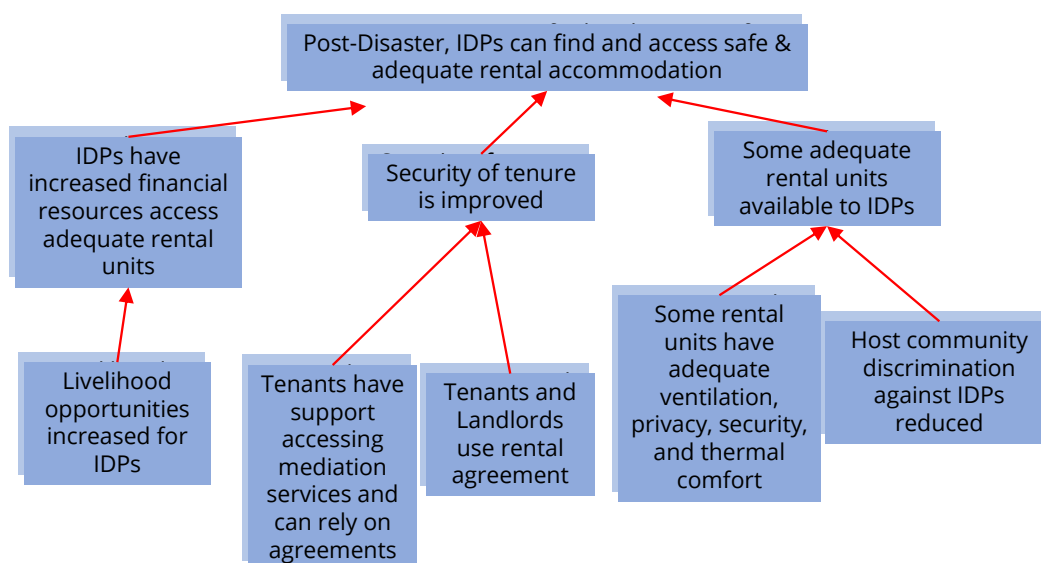 Post-Disaster, IDPs can find and access safe &
adequate rental accommodation
IDPs have
increased financial
resources access
adequate rental
units
Security of tenure
is improved
Some adequate
rental units
available to IDPs
Livelihood
opportunities
increased for
IDPs
Tenants have
support
accessing
mediation
services and
can rely on
agreements
Tenants and
Landlords
use rental
agreement
Some rental
units have
adequate
ventilation,
privacy, security,
and thermal
comfort
Host community
discrimination
against IDPs
reduced